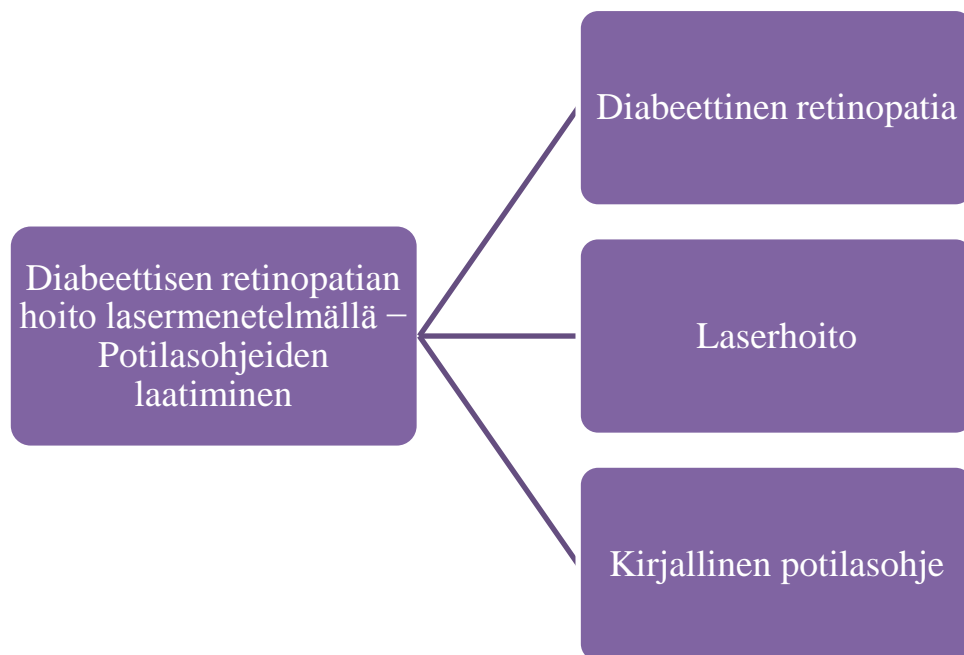 Diabeettisen retinopatian
hoito lasermenetelmällä –
Potilasohjeiden
laatiminen
Diabeettinen retinopatia
Laserhoito
Kirjallinen potilasohje